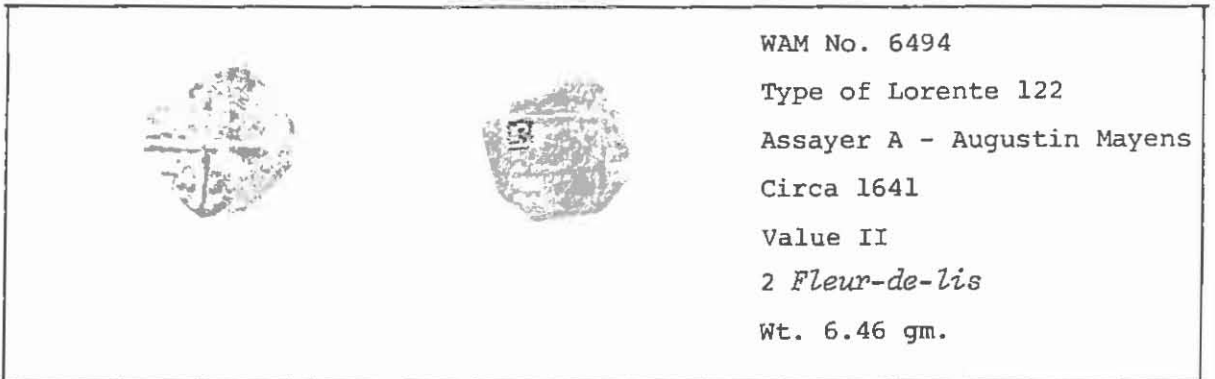 WAM No. 6494
Type of Lorente 122
Assayer A - Augustin Mayens
Circa 1641
Value II
2 Fleur-de-lis
Wt. 6.46 gm.